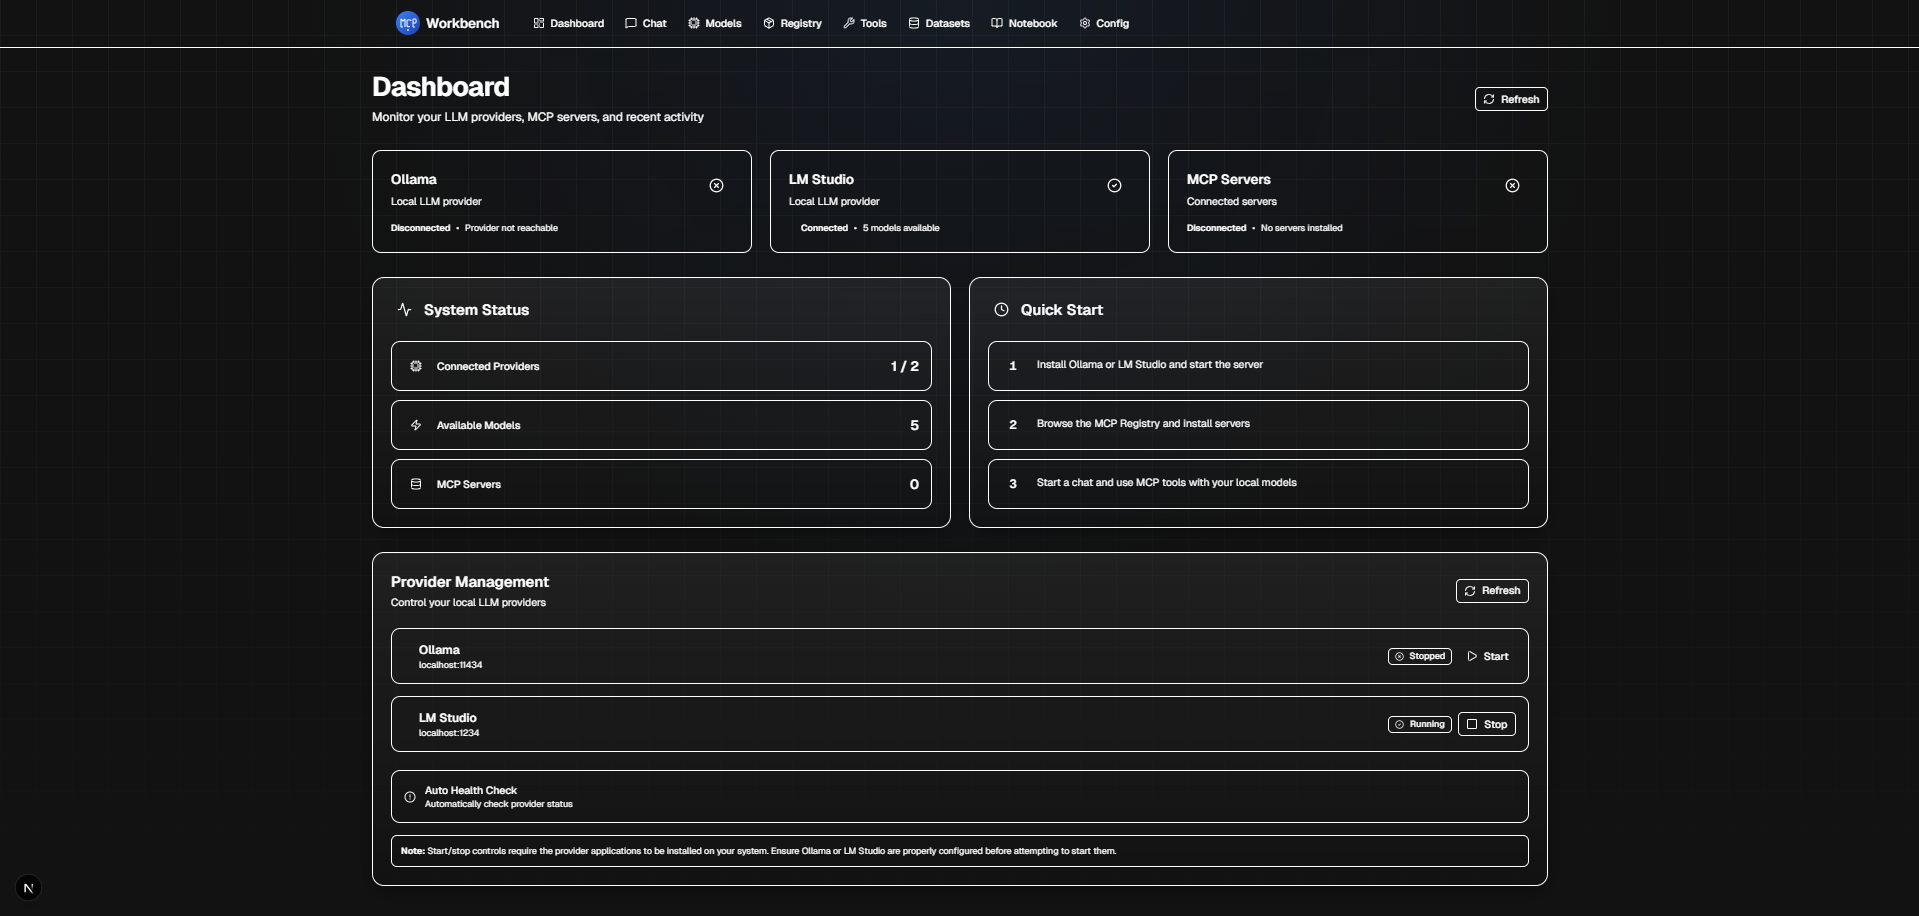 MCP Workbench Dashboard Chat Models Registry Tools Datasets Notebook Config
Dashboard
Monitor your LLM providers, MCP servers, and recent activity
Refresh
Ollama
Local LLM provider
Disconnected • Provider not reachable
LM Studio
Local LLM provider
Connected • 5 models available
MCP Servers
Connected servers
Disconnected • No servers installed
System Status
Connected Providers 1 / 2
Available Models 5
MCP Servers 0
Quick Start
1 Install Ollama or LM Studio and start the server
2 Browse the MCP Registry and install servers
3 Start a chat and use MCP tools with your local models
Provider Management
Control your local LLM providers
Refresh
Ollama
localhost:11434
Stopped Start
LM Studio
localhost:1234
Running Stop
Auto Health Check
Automatically check provider status
Note: Start/stop controls require the provider applications to be installed on your system. Ensure Ollama or LM Studio are properly configured before attempting to start them.
N